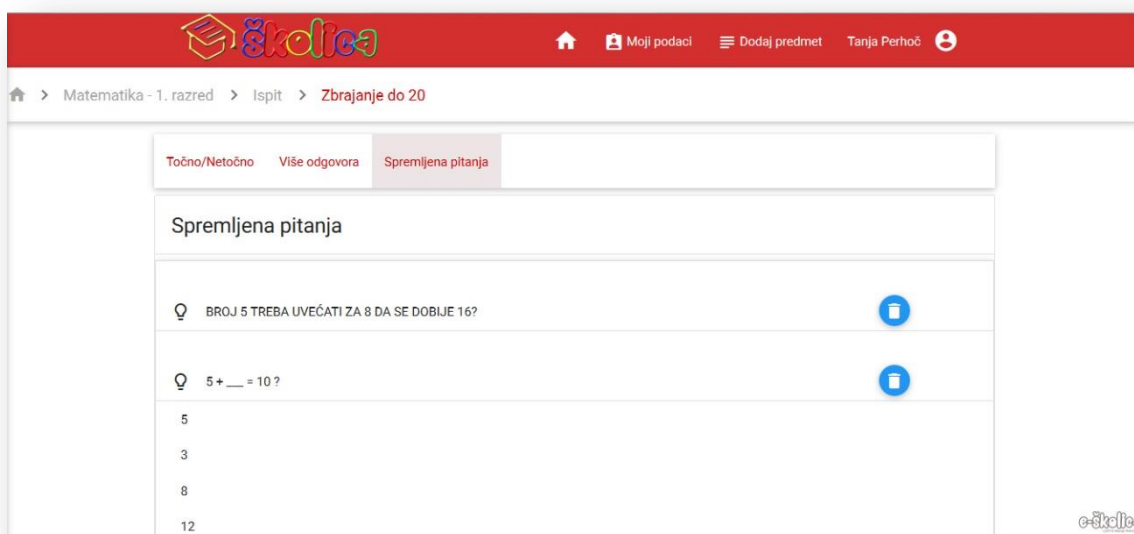 školica
Moji podaci
Dodaj predmet
Tanja Perhoč
Matematika - 1. razred > Ispit > Zbrajanje do 20
Točno/Netočno
Više odgovora
Spremljena pitanja
Spremljena pitanja
BROJ 5 TREBA UVEĆATI ZA 8 DA SE DOBIJE 16?
5 + __ = 10 ?
5
3
8
12